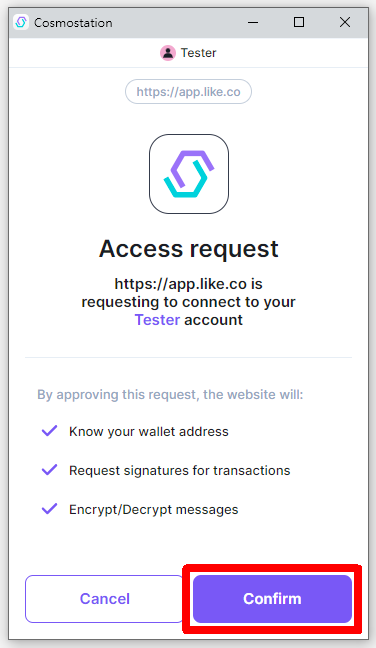 Cosmostation
Tester
https://app.like.co
Access request
https://app.like.co is
requesting to connect to your
Tester account
By approving this request, the website will:
Know your wallet address
Request signatures for transactions
Encrypt/Decrypt messages
Cancel
Confirm